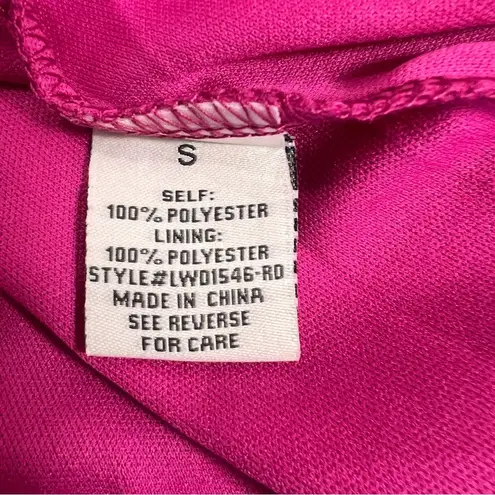 S
SELF:
100% POLYESTER
LINING:
100% POLYESTER
STYLE#LWD1546-RD
MADE IN CHINA
SEE REVERSE
FOR CARE